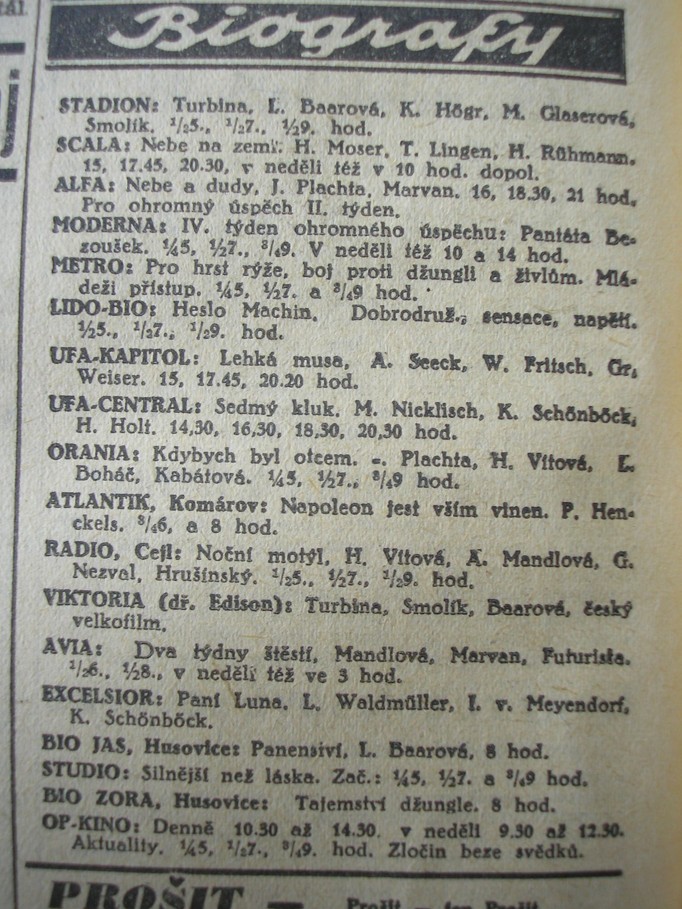 Biografy
STADION: Turbina, L. Baarová, K. Högr, M. Glaserová,
Smolík. ½5., ½7., ½9. hod.
SCALA: Nebe na zemi. H. Moser, T. Lingen, H. Rühmann.
15, 17.45, 20.30, v neděli též v 10 hod. dopol.
ALFA: Nebe a dudy, J. Plachta, Marvan. 16, 18.30, 21 hod.
Pro ohromný úspěch II. týden.
MODERNA: IV. týden ohromného úspěchu: Pantáta Be-
zoušek. ¼5, ½7., ¾9. V neděli též 10 a 14 hod.
METRO: Pro hrst rýže, boj proti džungli a živlům. Mlá-
deži přístup. ¼5, ½7. a ¾9 hod.
LIDO-BIO: Heslo Machin. Dobrodruž., sensace, napětí.
½5., ½7., ½9. hod.
UFA-KAPITOL: Lehká musa, A. Seeck, W. Fritsch, Gr.
Weiser. 15, 17.45, 20.20 hod.
UFA-CENTRAL: Sedmý kluk. M. Nicklisch, K. Schönböck,
H. Holt. 14,30, 16,30, 18,30, 20,30 hod.
ORANIA: Kdybych byl otcem. -. Plachta, H. Vítová, L.
Boháč, Kabátová. ¼5, ½7., ¾9 hod.
ATLANTIK, Komárov: Napoleon jest vším vinen. P. Hen-
ckels. ¾6, a 8 hod.
RADIO, Cejl: Noční motýl, H. Vítová, A. Mandlová, G.
Nezval, Hrušínský. ½5., ½7., ½9. hod.
VIKTORIA (dř. Edison): Turbina, Smolík, Baarová, český
velkofilm.
AVIA: Dva týdny štěstí, Mandlová, Marvan, Futurista.
½6., ½8., v neděli též ve 3 hod.
EXCELSIOR: Paní Luna. L. Waldmüller, I. v. Meyendorf,
K. Schönböck.
BIO JAS, Husovice: Panenství, L. Baarová, 8 hod.
STUDIO: Silnější než láska. Zač.: ¼5, ½7. a ¾9 hod.
BIO ZORA, Husovice: Tajemství džungle. 8 hod.
OP-KINO: Denně 10.30 až 14.30. v neděli 9.30 až 12.30.
Aktuality. ¼5, ½7., ¾9. hod. Zločin beze svědků.
PROŠIT — Prošit — jen Prošit